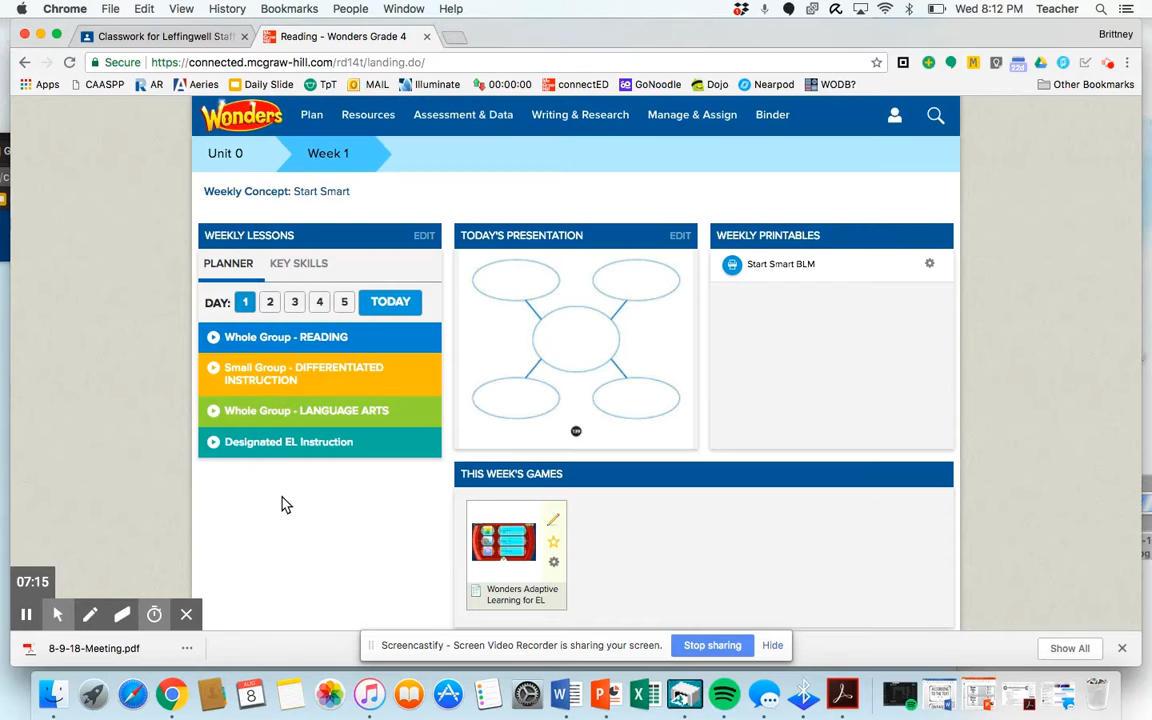 Chrome File Edit View History Bookmarks People Window Help Wed 8:12 PM Teacher
Classwork for Leffingwell Staff Reading - Wonders Grade 4 Brittney
Secure https://connected.mcgraw-hill.com/rd14t/landing.do/
Apps CAASPP AR Aeries Daily Slide TpT MAIL Illuminate 00:00:00 connectED GoNoodle Dojo Nearpod WODB? Other Bookmarks
Wonders Plan Resources Assessment & Data Writing & Research Manage & Assign Binder
Unit 0 Week 1
Weekly Concept: Start Smart
WEEKLY LESSONS EDIT TODAY'S PRESENTATION EDIT WEEKLY PRINTABLES
PLANNER KEY SKILLS Start Smart BLM
DAY: 1 2 3 4 5 TODAY
Whole Group - READING
Small Group - DIFFERENTIATED
INSTRUCTION
Whole Group - LANGUAGE ARTS
Designated EL Instruction
THIS WEEK'S GAMES
Wonders Adaptive
Learning for EL
07:15
Screencastify - Screen Video Recorder is sharing your screen. Stop sharing Hide
8-9-18-Meeting.pdf Show All